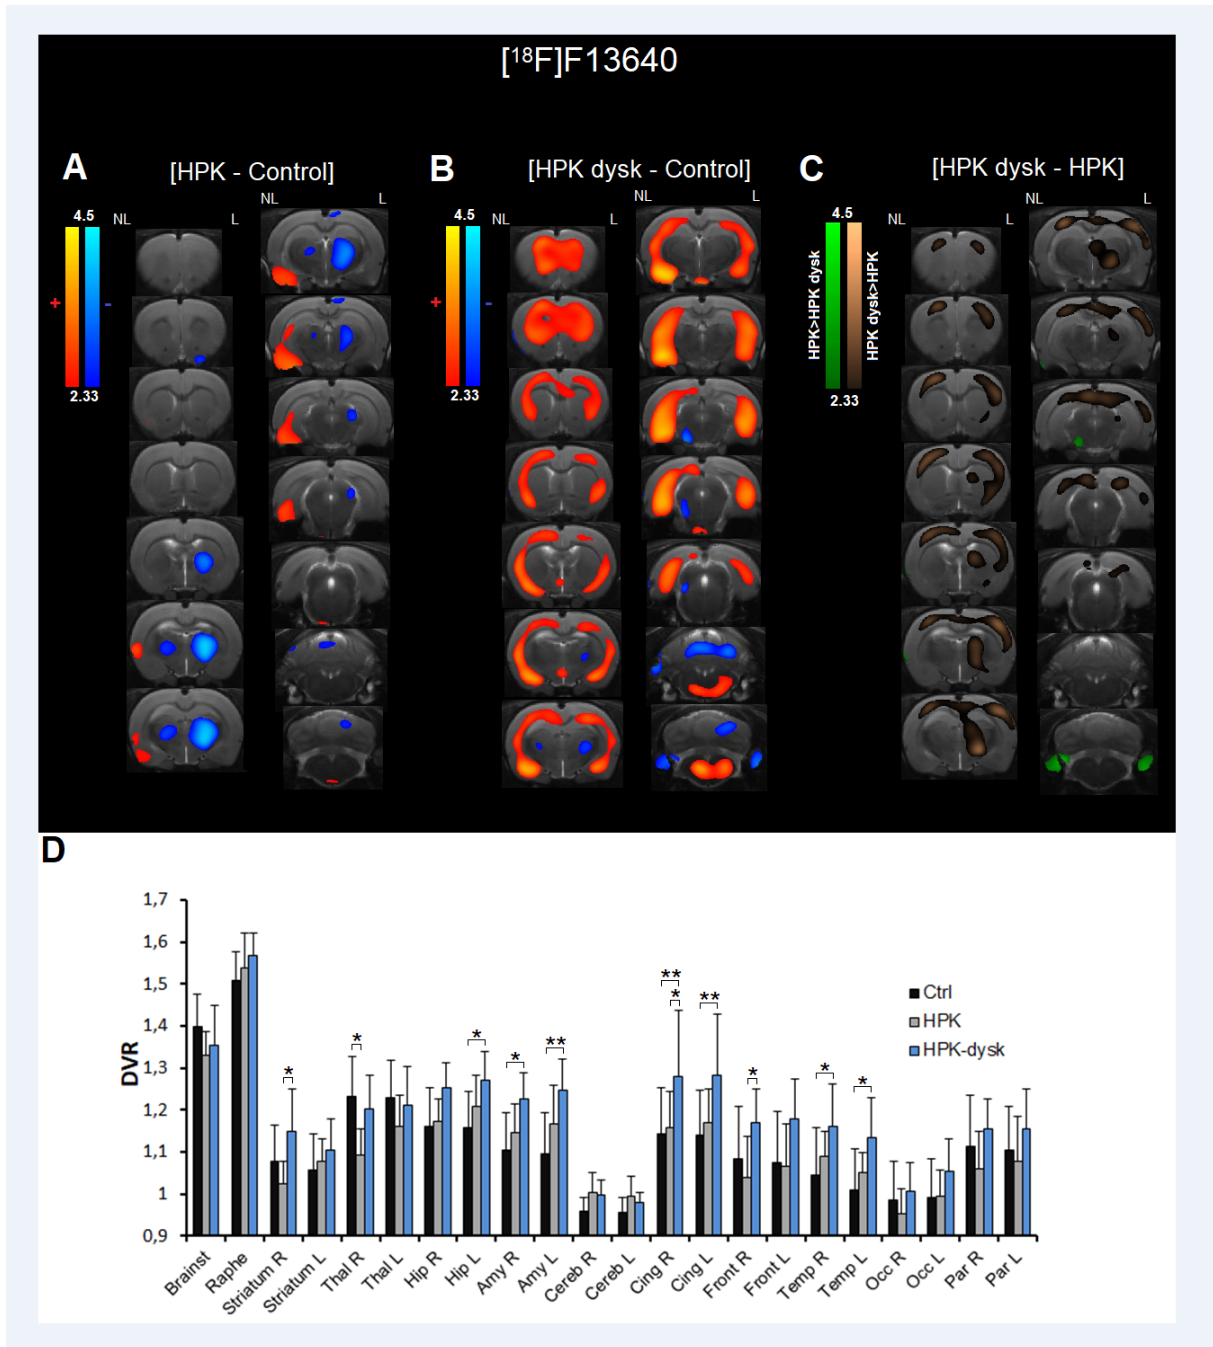 [¹⁸F]F13640
A
[HPK - Control]
NL
L
NL
L
4.5
+
-
2.33
B
[HPK dysk - Control]
NL
L
NL
L
4.5
+
-
2.33
C
[HPK dysk - HPK]
NL
L
NL
L
4.5
HPK>HPK dysk
HPK dysk>HPK
2.33
D
DVR
1,7
1,6
1,5
1,4
1,3
1,2
1,1
1
0,9
*
*
*
*
**
**
*
**
*
*
*
Ctrl
HPK
HPK-dysk
Brainst
Raphe
Striatum R
Striatum L
Thal R
Thal L
Hip R
Hip L
Amy R
Amy L
Cereb R
Cereb L
Cing R
Cing L
Front R
Front L
Temp R
Temp L
Occ R
Occ L
Par R
Par L